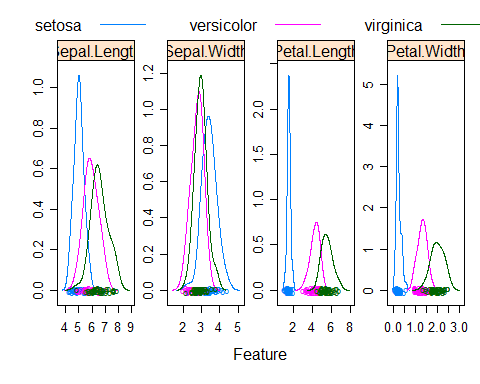 setosa versicolor virginica
Sepal.Length Sepal.Width Petal.Length Petal.Width
0.0 0.2 0.4 0.6 0.8 1.0
4 5 6 7 8 9
0.0 0.2 0.4 0.6 0.8 1.0 1.2
2 3 4 5
0.0 0.5 1.0 1.5 2.0
2 4 6 8
0 1 2 3 4 5
0.0 1.0 2.0 3.0
Feature